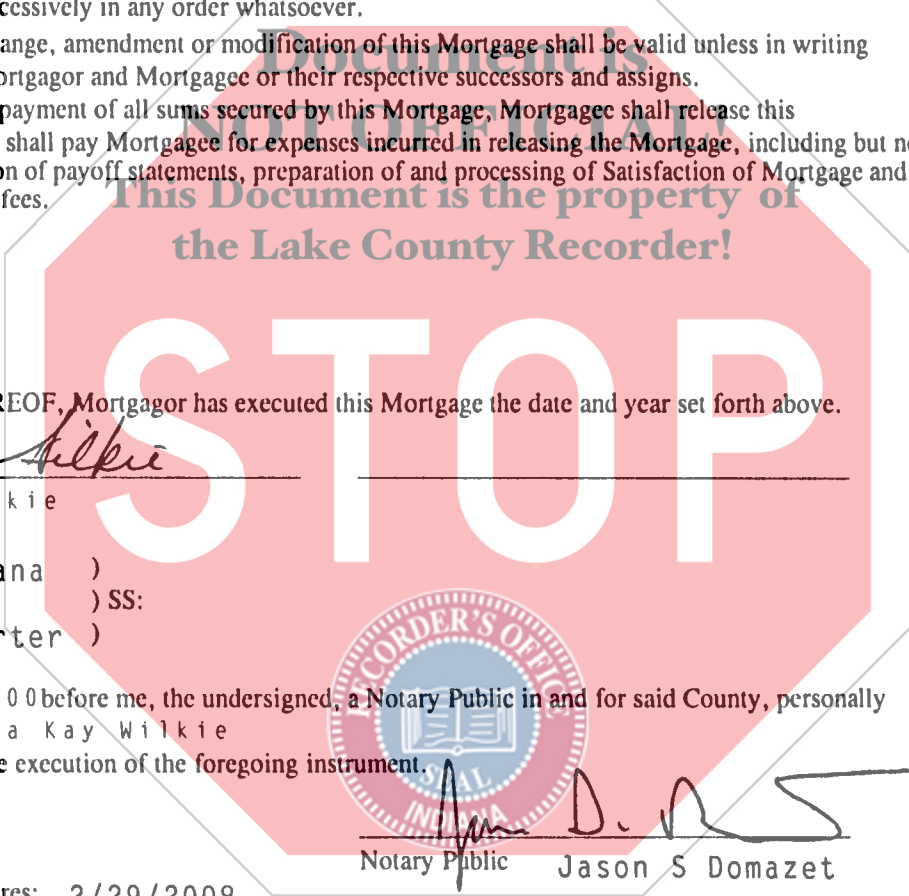 cessively in any order whatsoever.
ange, amendment or modification of this Mortgage shall be valid unless in writing
Document is
ortgagor and Mortgagee or their respective successors and assigns.
payment of all sums secured by this Mortgage, Mortgagee shall release this
NOT OFFICIAL!
shall pay Mortgagee for expenses incurred in releasing the Mortgage, including but no
on of payoff statements, preparation of and processing of Satisfaction of Mortgage and
fees.
This Document is the property of
the Lake County Recorder!
STOP
REOF, Mortgagor has executed this Mortgage the date and year set forth above.
Wilkie
kie
ana )
) SS:
rter )
RECORDER'S OFFICE
00 before me, the undersigned, a Notary Public in and for said County, personally
a Kay Wilkie
e execution of the foregoing instrument.
SEAL
INDIANA
Notary Public Jason S Domazet
res: 2/29/2008